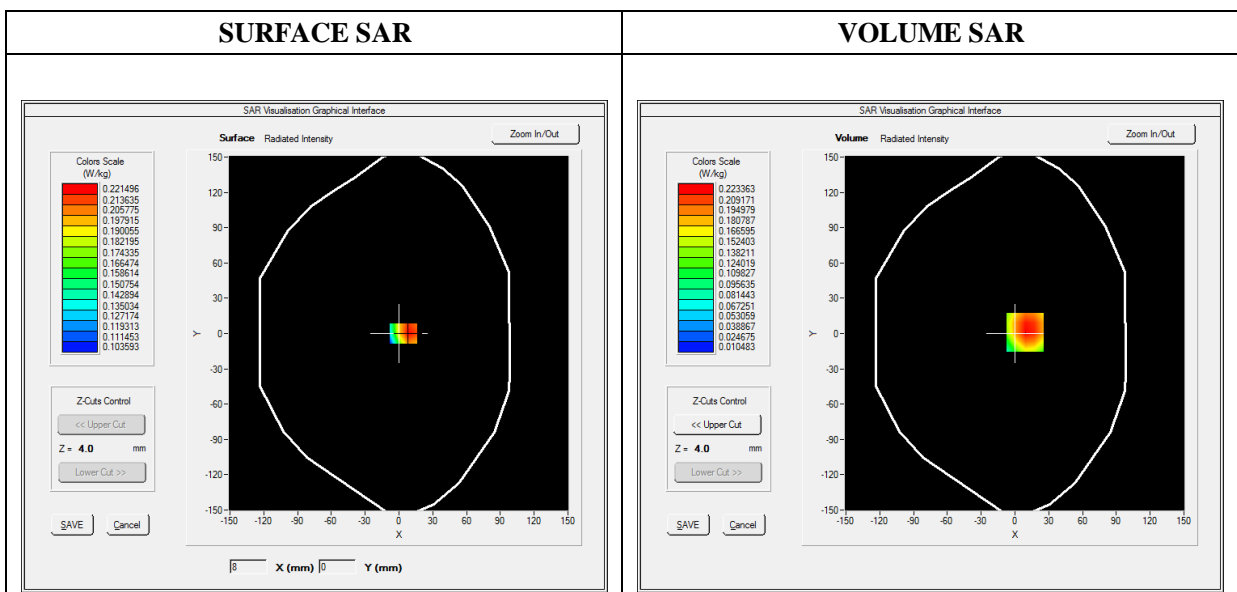 SURFACE SAR
VOLUME SAR
SAR Visualisation Graphical Interface
Surface Radiated Intensity
Zoom In/Out
Colors Scale
(W/kg)
0.221496
0.213635
0.205775
0.197915
0.190055
0.182195
0.174335
0.166474
0.158614
0.150754
0.142894
0.135034
0.127174
0.119313
0.111453
0.103593
Z-Cuts Control
<< Upper Cut
Z = 4.0 mm
Lower Cut >>
SAVE Cancel
150
120
90
60
30
0
-30
-60
-90
-120
-150
Y
-150 -120 -90 -60 -30 0 30 60 90 120 150
X
8 X (mm) 0 Y (mm)
SAR Visualisation Graphical Interface
Volume Radiated Intensity
Zoom In/Out
Colors Scale
(W/kg)
0.223363
0.209171
0.194979
0.180787
0.166595
0.152403
0.138211
0.124019
0.109827
0.095635
0.081443
0.067251
0.053059
0.038867
0.024675
0.010483
Z-Cuts Control
<< Upper Cut
Z = 4.0 mm
Lower Cut >>
SAVE Cancel
150
120
90
60
30
0
-30
-60
-90
-120
-150
Y
-150 -120 -90 -60 -30 0 30 60 90 120 150
X